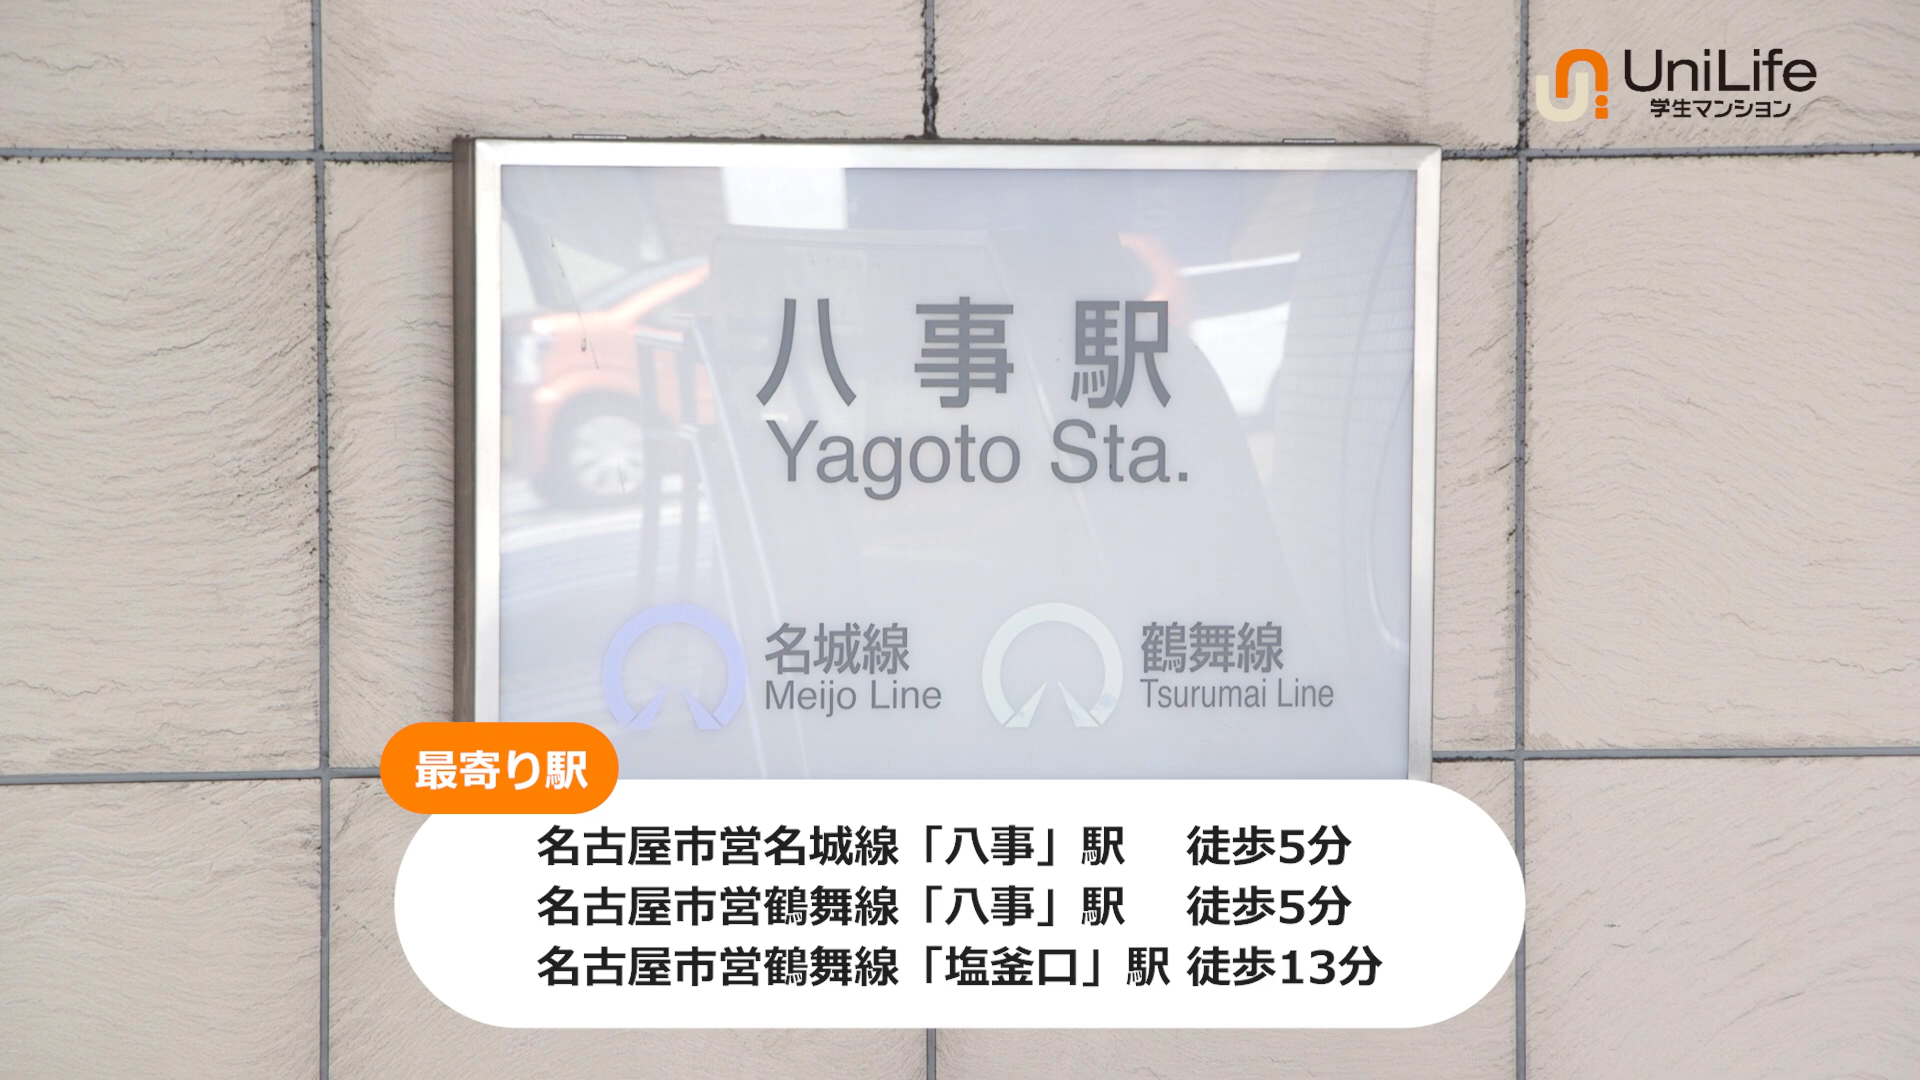 UniLife
学生マンション
八事駅
Yagoto Sta.
名城線
Meijo Line
鶴舞線
Tsurumai Line
最寄り駅
名古屋市営名城線「八事」駅 徒歩5分
名古屋市営鶴舞線「八事」駅 徒歩5分
名古屋市営鶴舞線「塩釜口」駅 徒歩13分